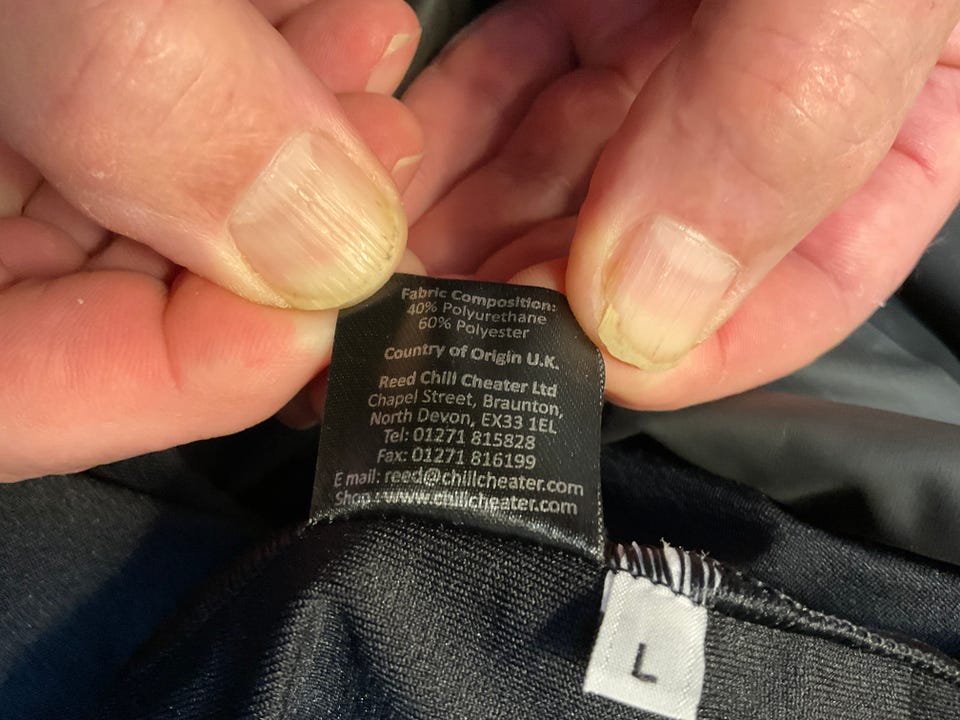 Fabric Composition:
40% Polyurethane
60% Polyester
Country of Origin U.K.
Reed Chill Cheater Ltd
Chapel Street, Braunton,
North Devon, EX33 1EL
Tel: 01271 815828
Fax: 01271 816199
E mail: reed@chillcheater.com
Shop : www.chillcheater.com
L